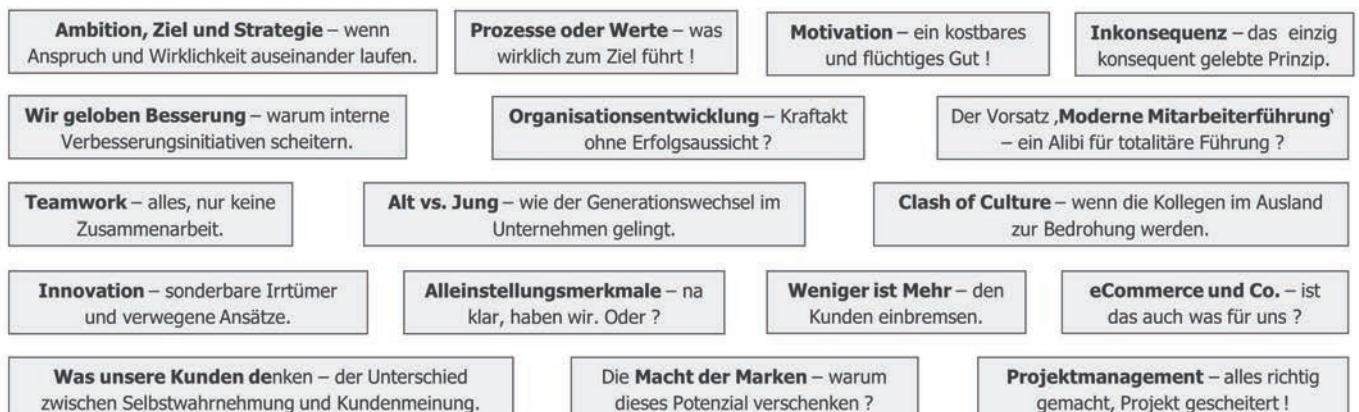 Ambition, Ziel und Strategie – wenn
Anspruch und Wirklichkeit auseinander laufen.
Prozesse oder Werte – was
wirklich zum Ziel führt !
Motivation – ein kostbares
und flüchtiges Gut !
Inkonsequenz – das einzig
konsequent gelebte Prinzip.
Wir geloben Besserung – warum interne
Verbesserungsinitiativen scheitern.
Organisationsentwicklung – Kraftakt
ohne Erfolgsaussicht ?
Der Vorsatz ‚Moderne Mitarbeiterführung‘
– ein Alibi für totalitäre Führung ?
Teamwork – alles, nur keine
Zusammenarbeit.
Alt vs. Jung – wie der Generationswechsel im
Unternehmen gelingt.
Clash of Culture – wenn die Kollegen im Ausland
zur Bedrohung werden.
Innovation – sonderbare Irrtümer
und verwegene Ansätze.
Alleinstellungsmerkmale – na
klar, haben wir. Oder ?
Weniger ist Mehr – den
Kunden einbremsen.
eCommerce und Co. – ist
das auch was für uns ?
Was unsere Kunden denken – der Unterschied
zwischen Selbstwahrnehmung und Kundenmeinung.
Die Macht der Marken – warum
dieses Potenzial verschenken ?
Projektmanagement – alles richtig
gemacht, Projekt gescheitert !